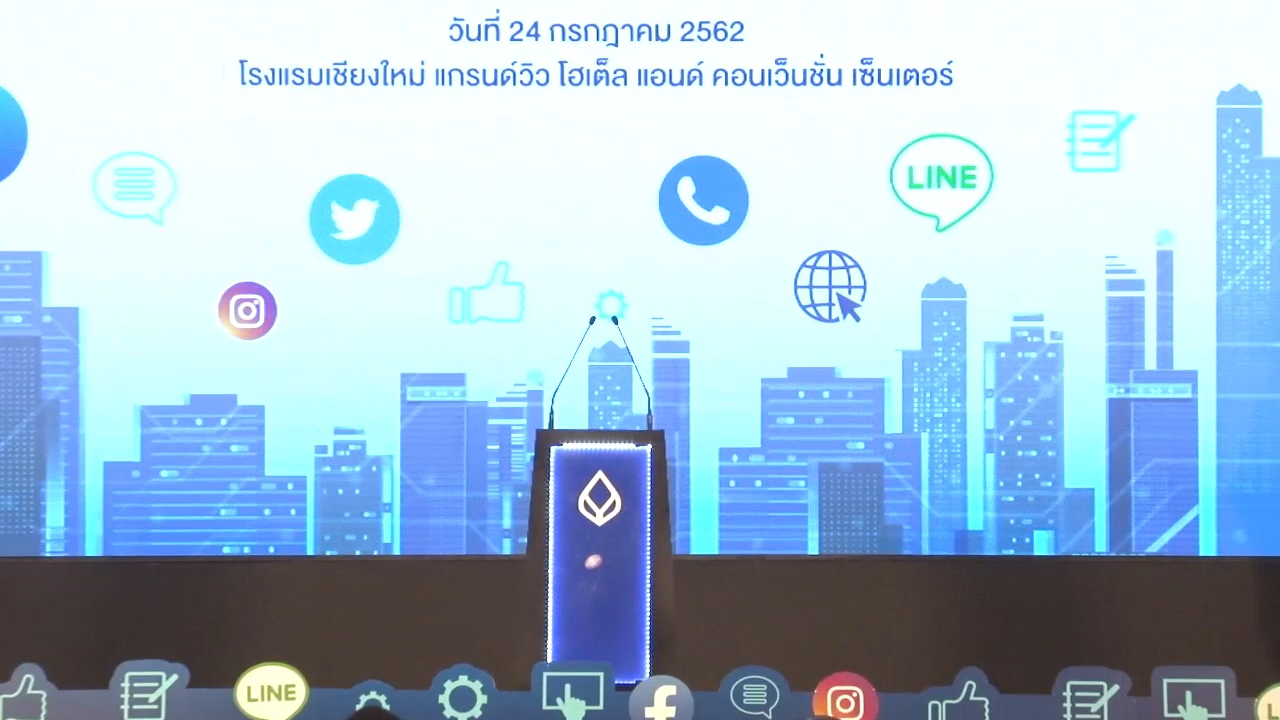 วันที่ 24 กรกฎาคม 2562
โรงแรมเชียงใหม่ แกรนด์วิว โฮเต็ล แอนด์ คอนเว็นชั่น เซ็นเตอร์
LINE
LINE